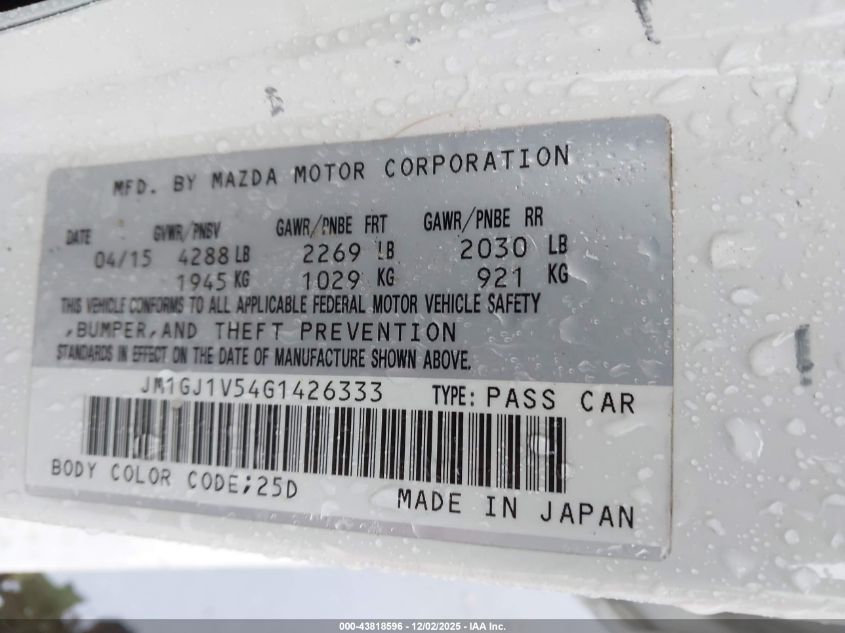 MFD. BY MAZDA MOTOR CORPORATION
DATE GVWR/PNBV GAWR/PNBE FRT GAWR/PNBE RR
04/15 4288 LB 2269 LB 2030 LB
1945 KG 1029 KG 921 KG
THIS VEHICLE CONFORMS TO ALL APPLICABLE FEDERAL MOTOR VEHICLE SAFETY
,BUMPER,AND THEFT PREVENTION
STANDARDS IN EFFECT ON THE DATE OF MANUFACTURE SHOWN ABOVE.
JM1GJ1V54G1426333 TYPE: PASS CAR
BODY COLOR CODE;25D
MADE IN JAPAN
000-43818596 - 12/02/2025 - IAA Inc.